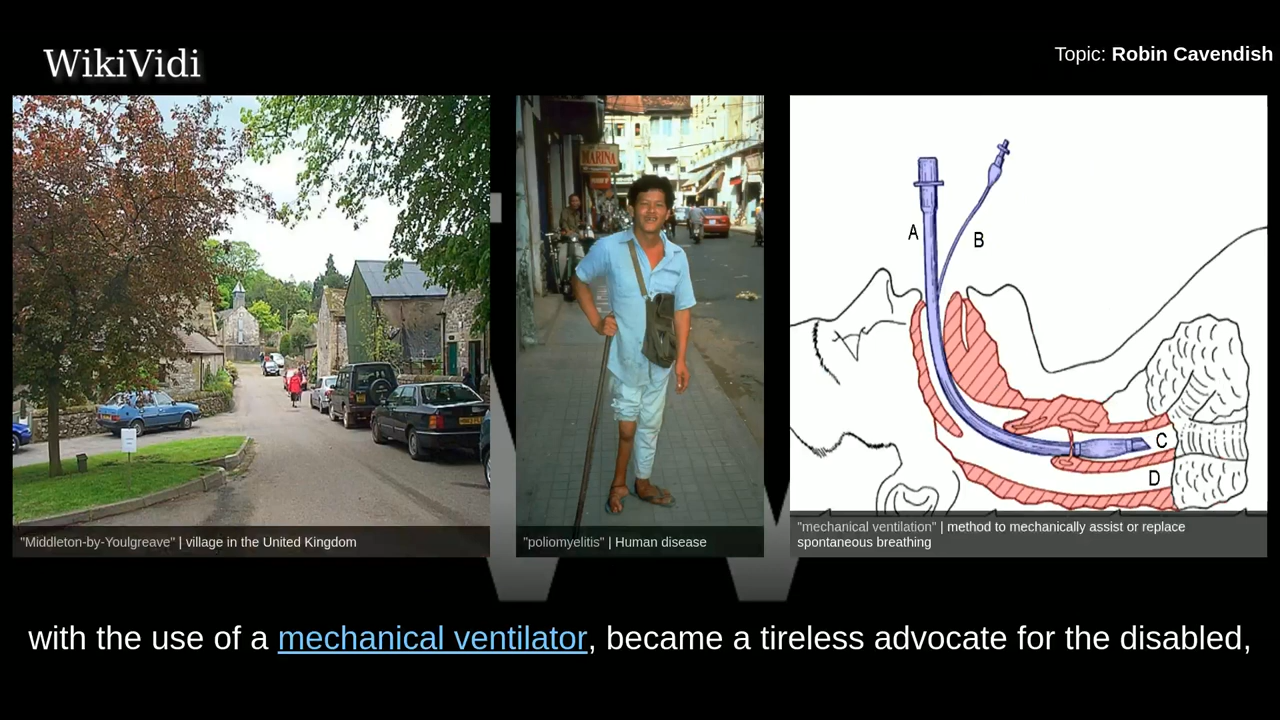 WikiVidi
Topic: Robin Cavendish
MARINA
A
B
C
D
"Middleton-by-Youlgreave" | village in the United Kingdom
"poliomyelitis" | Human disease
"mechanical ventilation" | method to mechanically assist or replace
spontaneous breathing
with the use of a mechanical ventilator, became a tireless advocate for the disabled,